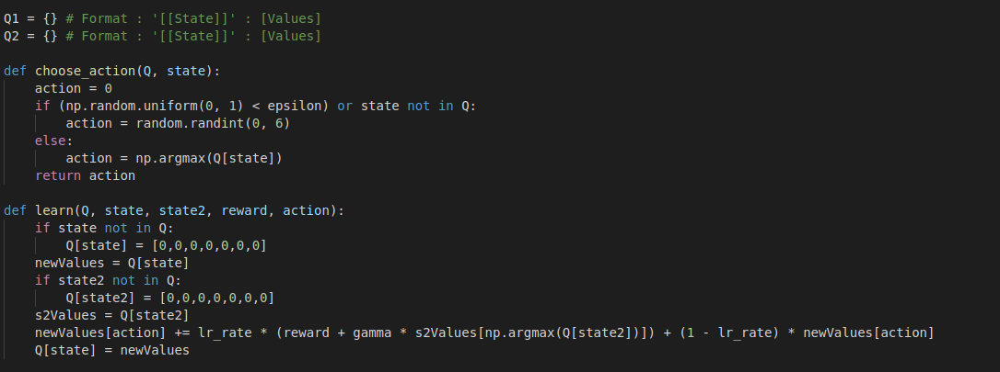 Q1 = {} # Format : '[[State]]' : [Values]
Q2 = {} # Format : '[[State]]' : [Values]

def choose_action(Q, state):
    action = 0
    if (np.random.uniform(0, 1) < epsilon) or state not in Q:
        action = random.randint(0, 6)
    else:
        action = np.argmax(Q[state])
    return action

def learn(Q, state, state2, reward, action):
    if state not in Q:
        Q[state] = [0,0,0,0,0,0,0]
    newValues = Q[state]
    if state2 not in Q:
        Q[state2] = [0,0,0,0,0,0,0]
    s2Values = Q[state2]
    newValues[action] += lr_rate * (reward + gamma * s2Values[np.argmax(Q[state2])]) + (1 - lr_rate) * newValues[action]
    Q[state] = newValues